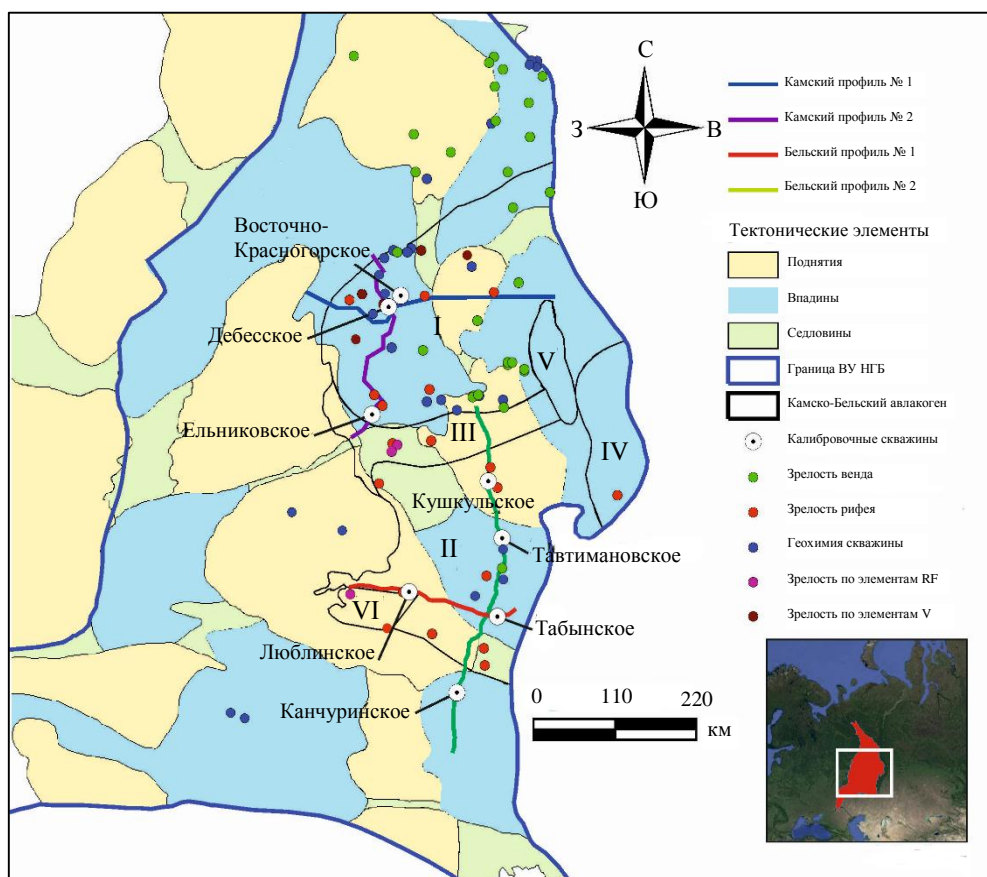 С
З
В
Ю
Камский профиль № 1
Камский профиль № 2
Бельский профиль № 1
Бельский профиль № 2
Тектонические элементы
Поднятия
Впадины
Седловины
Граница ВУ НГБ
Камско-Бельский авлакоген
Калибровочные скважины
Зрелость венда
Зрелость рифея
Геохимия скважины
Зрелость по элементам RF
Зрелость по элементам V
Восточно-
Красногорское
Дебесское
I
V
Ельниковское
III
IV
Кушкульское
II
Тавтимановское
VI
Табынское
Люблинское
Канчуринское
0
110
220
км